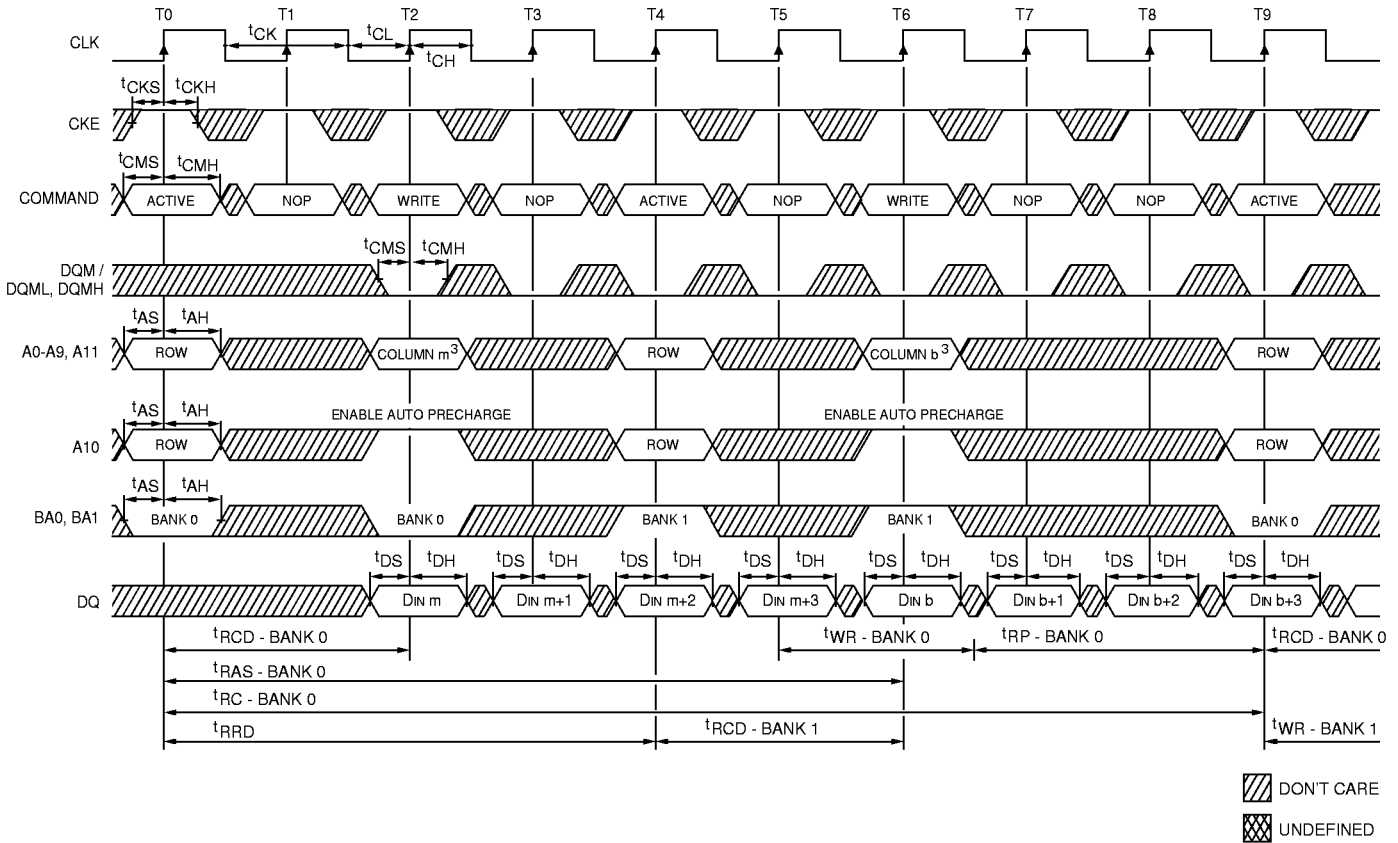 T0 T1 T2 T3 T4 T5 T6 T7 T8 T9
CLK tCK tCL tCH
tCKS tCKH
CKE
tCMS tCMH
COMMAND ACTIVE NOP WRITE NOP ACTIVE NOP WRITE NOP NOP ACTIVE
tCMS tCMH
DQM /
DQML, DQMH
tAS tAH
A0-A9, A11 ROW COLUMN m3 ROW COLUMN b3 ROW
tAS tAH ENABLE AUTO PRECHARGE ENABLE AUTO PRECHARGE
A10 ROW ROW ROW
tAS tAH
BA0, BA1 BANK 0 BANK 0 BANK 1 BANK 1 BANK 0
tDS tDH tDS tDH tDS tDH tDS tDH tDS tDH tDS tDH tDS tDH tDS tDH
DQ DIN m DIN m+1 DIN m+2 DIN m+3 DIN b DIN b+1 DIN b+2 DIN b+3
tRCD - BANK 0 tWR - BANK 0 tRP - BANK 0 tRCD - BANK 0
tRAS - BANK 0
tRC - BANK 0
tRRD tRCD - BANK 1 tWR - BANK 1
DON'T CARE
UNDEFINED